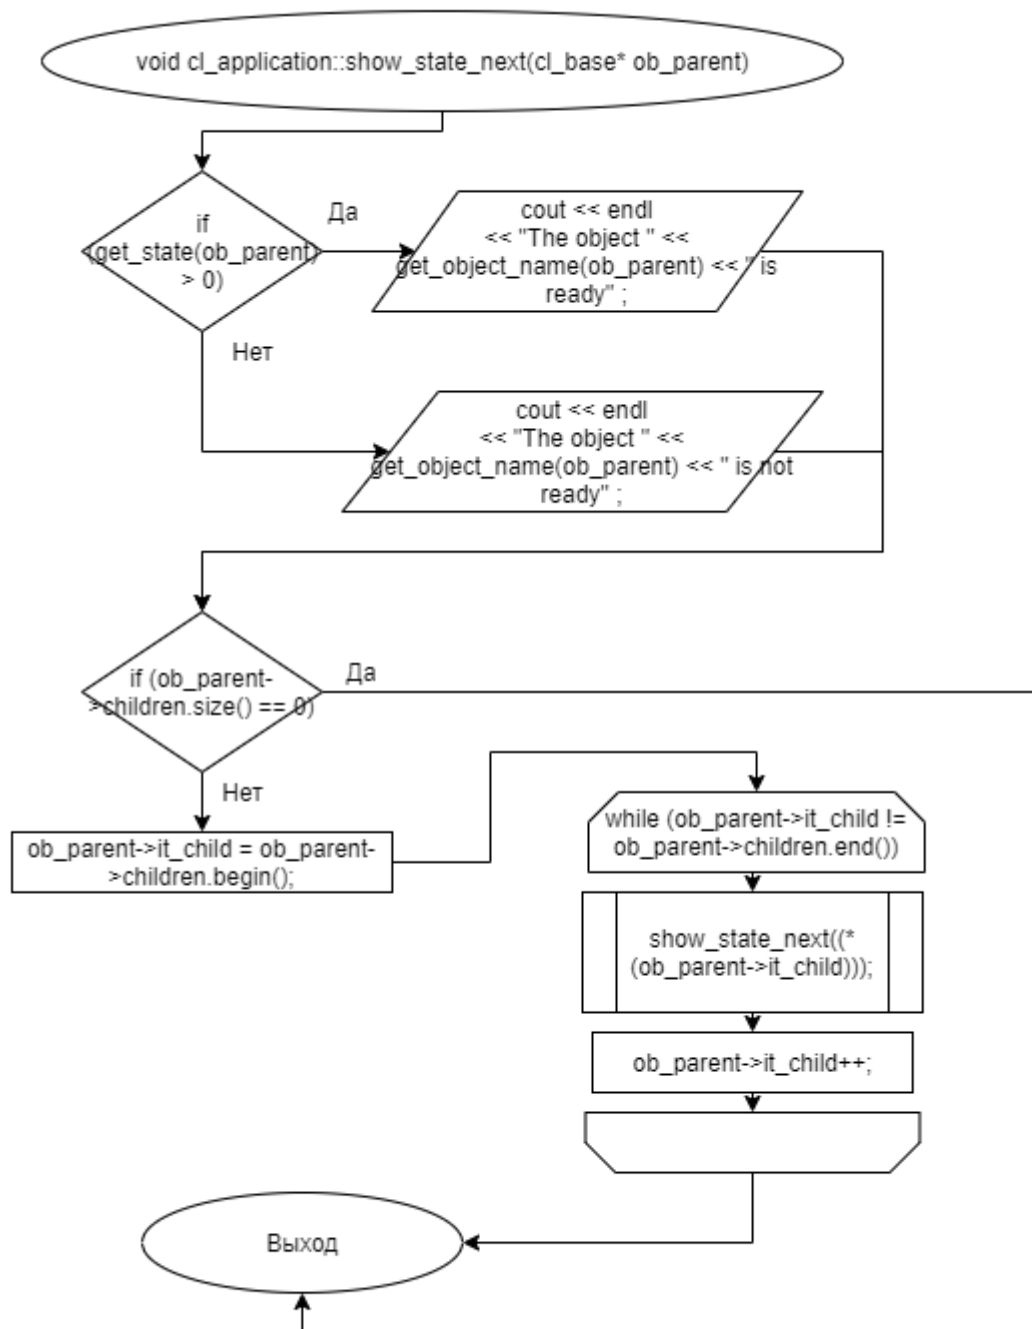 void cl_application::show_state_next(cl_base* ob_parent)
if
(get_state(ob_parent)
> 0)
Да
cout << endl
<< "The object " <<
get_object_name(ob_parent) << " is
ready" ;
Нет
cout << endl
<< "The object " <<
get_object_name(ob_parent) << " is not
ready" ;
if (ob_parent-
>children.size() == 0)
Да
Нет
ob_parent->it_child = ob_parent-
>children.begin();
while (ob_parent->it_child !=
ob_parent->children.end())
show_state_next((*
(ob_parent->it_child)));
ob_parent->it_child++;
Выход